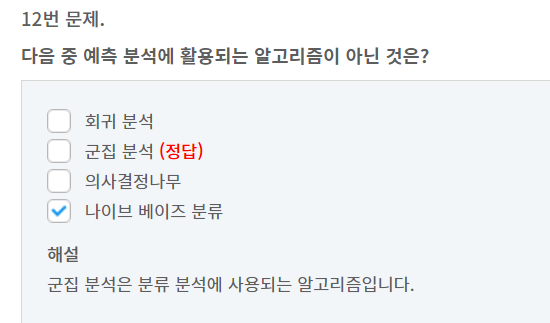 12번 문제.
다음 중 예측 분석에 활용되는 알고리즘이 아닌 것은?
회귀 분석
군집 분석 (정답)
의사결정나무
나이브 베이즈 분류
해설
군집 분석은 분류 분석에 사용되는 알고리즘입니다.